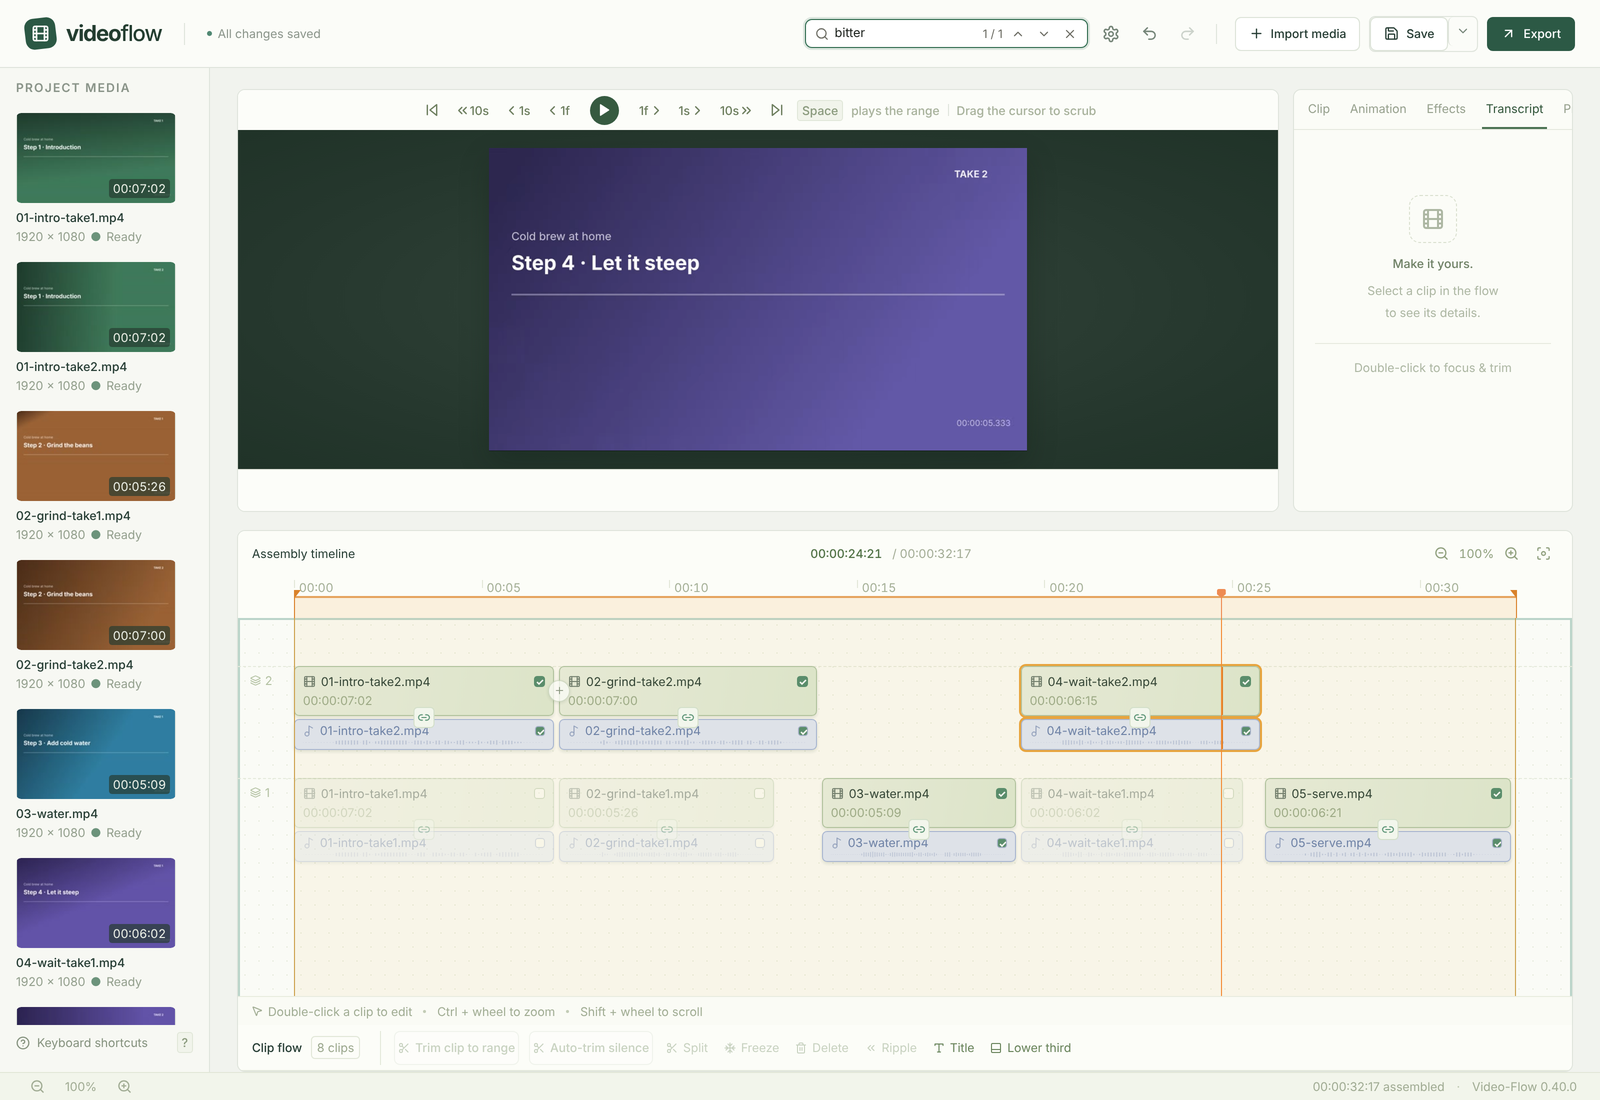 videoflow
All changes saved
bitter
1 / 1
Import media
Save
Export
PROJECT MEDIA
Step 1 · Introduction
00:07:02
01-intro-take1.mp4
1920 × 1080 Ready
Step 1 · Introduction
00:07:02
01-intro-take2.mp4
1920 × 1080 Ready
Step 2 · Grind the beans
00:05:26
02-grind-take1.mp4
1920 × 1080 Ready
Step 2 · Grind the beans
00:07:00
02-grind-take2.mp4
1920 × 1080 Ready
Step 3 · Add cold water
00:05:09
03-water.mp4
1920 × 1080 Ready
Step 4 · Let it steep
00:06:02
04-wait-take1.mp4
1920 × 1080 Ready
Keyboard shortcuts ?
10s 1s 1f 1f 1s 10s Space plays the range Drag the cursor to scrub
TAKE 2
Cold brew at home
Step 4 · Let it steep
00:00:05.333
Clip Animation Effects Transcript P
Make it yours.
Select a clip in the flow
to see its details.
Double-click to focus & trim
Assembly timeline
00:00:24:21 / 00:00:32:17
100%
00:00 00:05 00:10 00:15 00:20 00:25 00:30
2
01-intro-take2.mp4
00:00:07:02
01-intro-take2.mp4
02-grind-take2.mp4
00:00:07:00
02-grind-take2.mp4
04-wait-take2.mp4
00:00:06:15
04-wait-take2.mp4
1
01-intro-take1.mp4
00:00:07:02
01-intro-take1.mp4
02-grind-take1.mp4
00:00:05:26
02-grind-take1.mp4
03-water.mp4
00:00:05:09
03-water.mp4
04-wait-take1.mp4
00:00:06:02
04-wait-take1.mp4
05-serve.mp4
00:00:06:21
05-serve.mp4
Double-click a clip to edit • Ctrl + wheel to zoom • Shift + wheel to scroll
Clip flow 8 clips Trim clip to range Auto-trim silence Split Freeze Delete Ripple Title Lower third
100%
00:00:32:17 assembled · Video-Flow 0.40.0